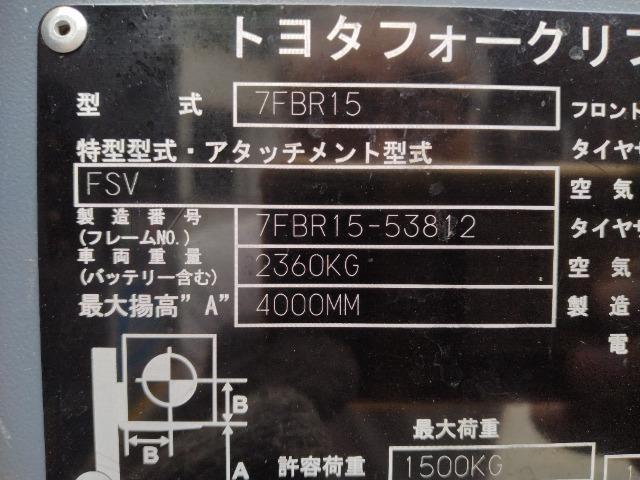 トヨタフォークリフ
型式 7FBR15 フロント
特型型式・アタッチメント型式 タイヤサ
FSV 空気
製造番号 7FBR15-53812 タイヤサ
(フレームNO.)
車両重量 2360KG 空気
(バッテリー含む)
最大揚高"A" 4000MM 製造
電
B
B
A
最大荷重
許容荷重 1500KG